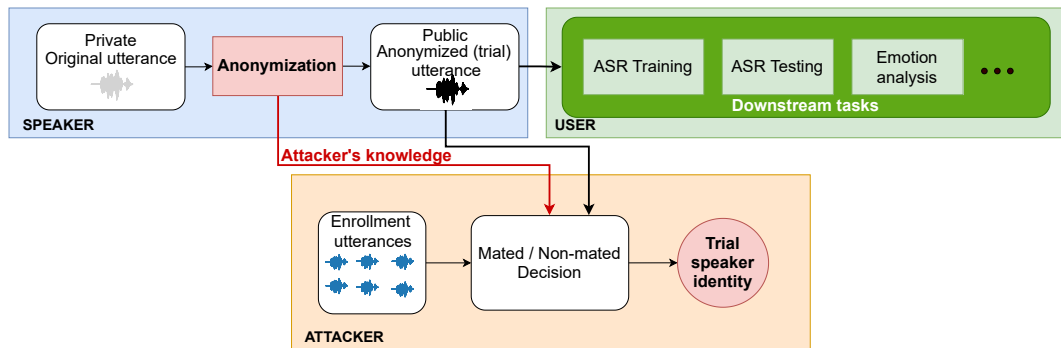 Private
Original utterance
Anonymization
Public
Anonymized (trial)
utterance
SPEAKER
ASR Training
ASR Testing
Emotion
analysis
Downstream tasks
USER
Attacker's knowledge
Enrollment
utterances
Mated / Non-mated
Decision
Trial
speaker
identity
ATTACKER